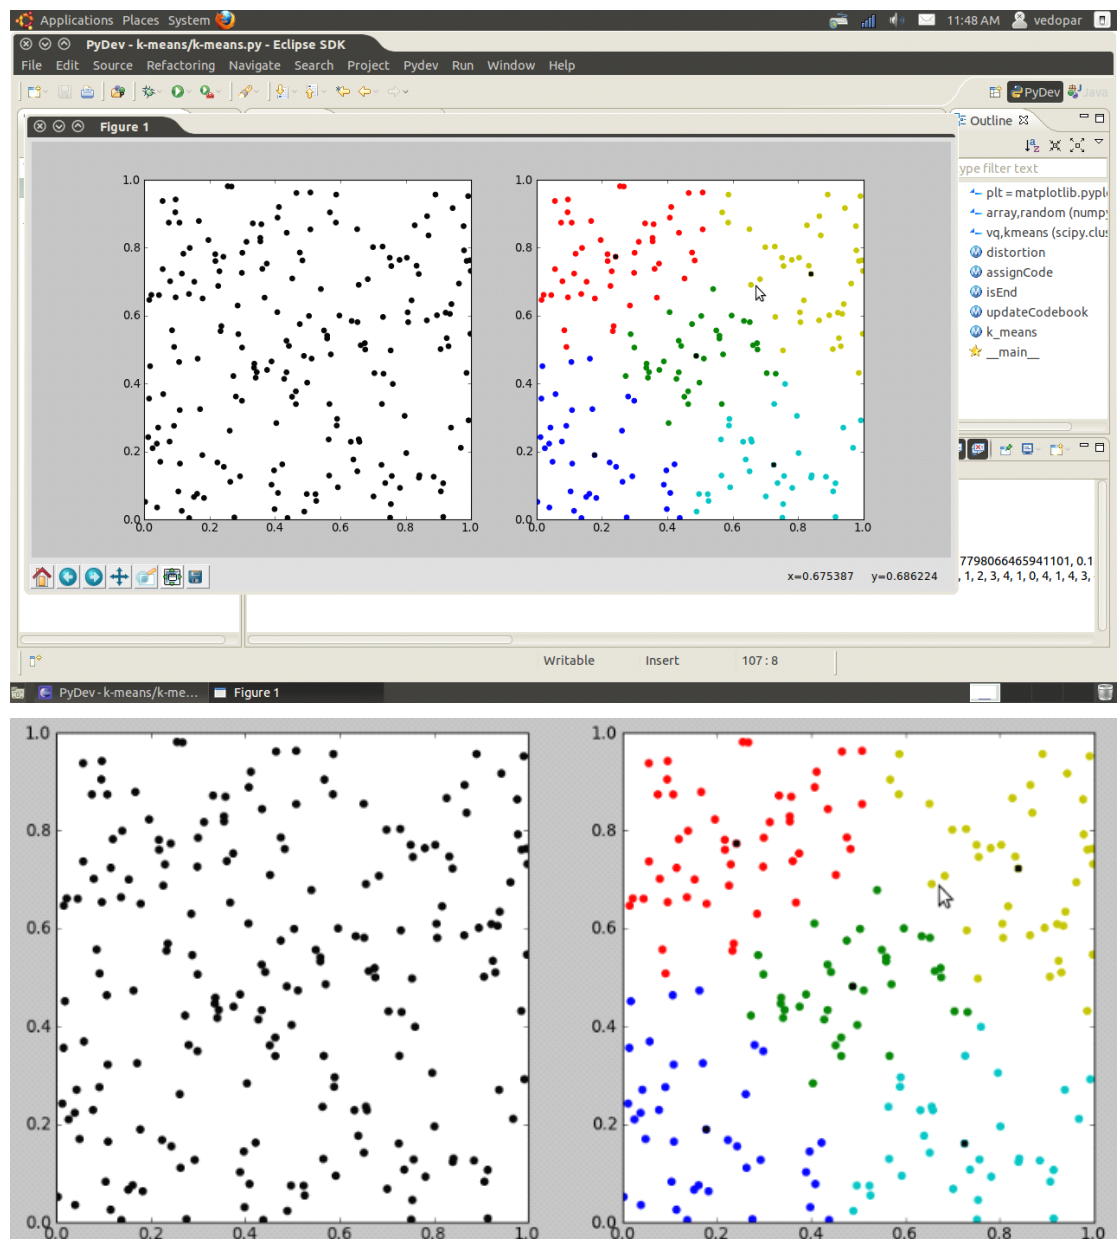 Applications Places System 11:48 AM vedopar
PyDev - k-means/k-means.py - Eclipse SDK
File Edit Source Refactoring Navigate Search Project Pydev Run Window Help
PyDev Java
Figure 1
Outline
type filter text
plt = matplotlib.pypl
array,random (nump
vq,kmeans (scipy.clu
distortion
assignCode
isEnd
updateCodebook
k_means
__main__
1.0 1.0
0.8 0.8
0.6 0.6
0.4 0.4
0.2 0.2
0.0 0.0
0.0 0.2 0.4 0.6 0.8 1.0 0.0 0.2 0.4 0.6 0.8 1.0
7798066465941101, 0.1
, 1, 2, 3, 4, 1, 0, 4, 1, 4, 3,
x=0.675387 y=0.686224
Writable Insert 107 : 8
PyDev - k-means/k-me... Figure 1
1.0 1.0
0.8 0.8
0.6 0.6
0.4 0.4
0.2 0.2
0.0 0.0
0.0 0.2 0.4 0.6 0.8 1.0 0.0 0.2 0.4 0.6 0.8 1.0